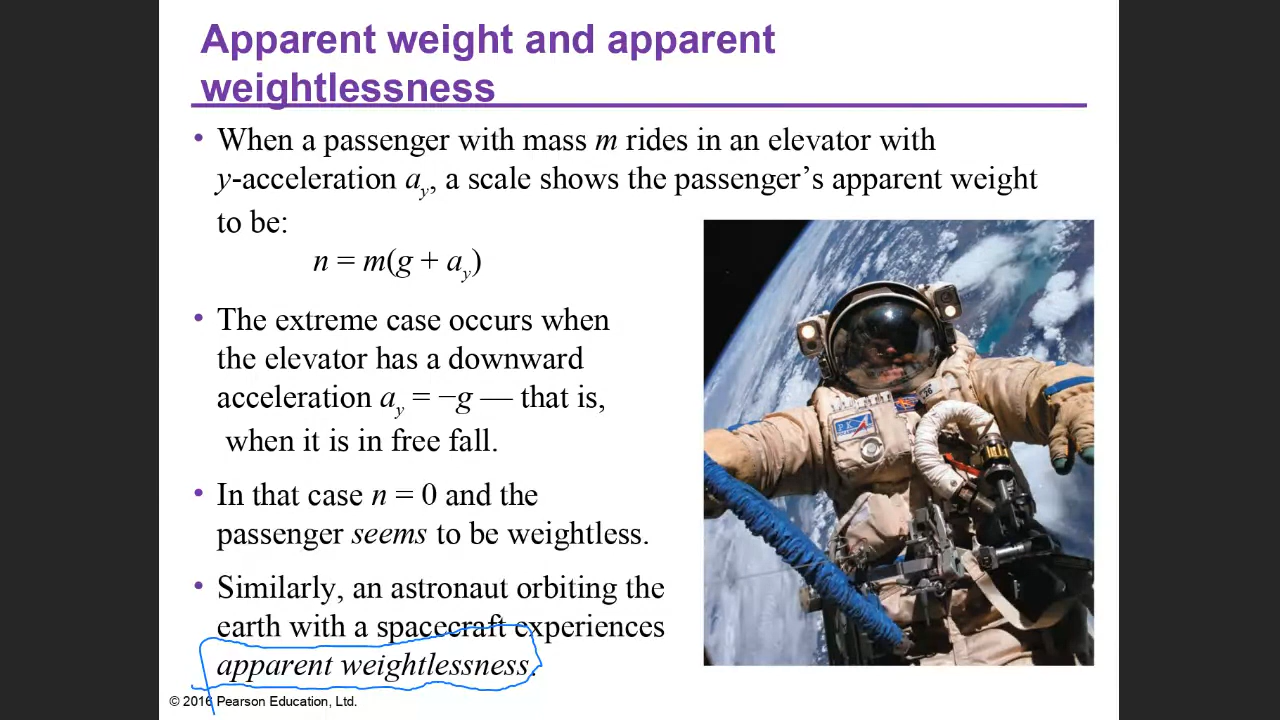 Apparent weight and apparent
weightlessness
• When a passenger with mass m rides in an elevator with
y-acceleration ay, a scale shows the passenger’s apparent weight
to be:
n = m(g + ay)
• The extreme case occurs when
the elevator has a downward
acceleration ay = −g — that is,
when it is in free fall.
• In that case n = 0 and the
passenger seems to be weightless.
• Similarly, an astronaut orbiting the
earth with a spacecraft experiences
apparent weightlessness.
© 2016 Pearson Education, Ltd.